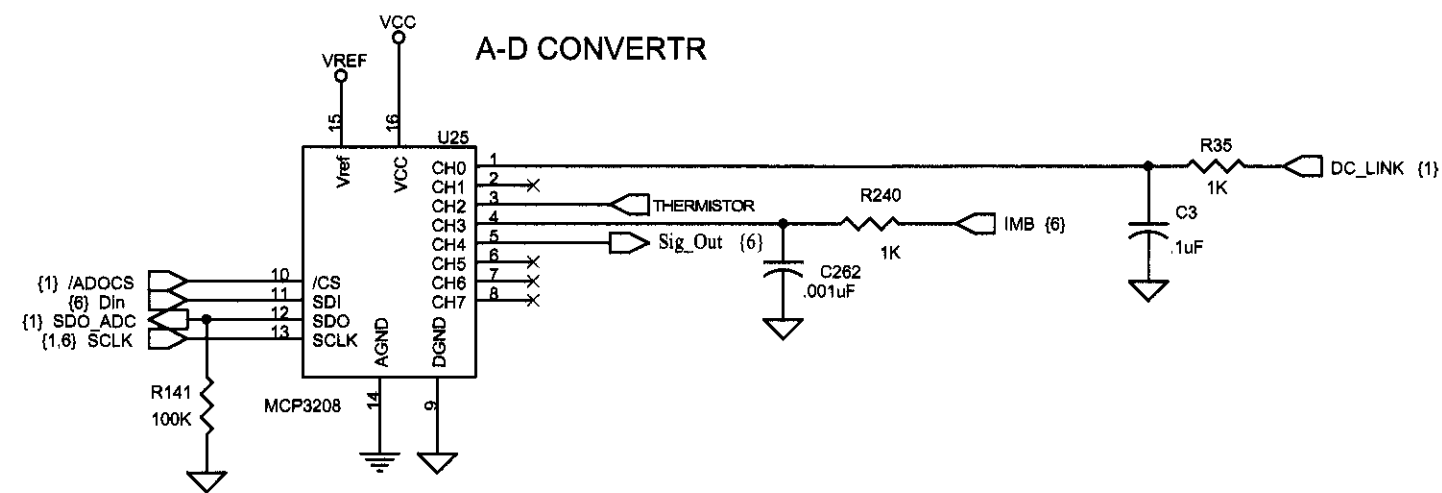 VCC
A-D CONVERTR
VREF
15
16
U25
Vref
VCC
CH0
1
CH1
2
CH2
3
CH3
4
CH4
5
CH5
6
CH6
7
CH7
8
R35
1K
DC_LINK {1}
THERMISTOR
R240
1K
IMB {6}
C3
.1uF
Sig_Out {6}
C262
.001uF
{1} /ADOCS
10
/CS
{6} Din
11
SDI
{1} SDO_ADC
12
SDO
{1,6} SCLK
13
SCLK
AGND
DGND
R141
100K
MCP3208
14
9